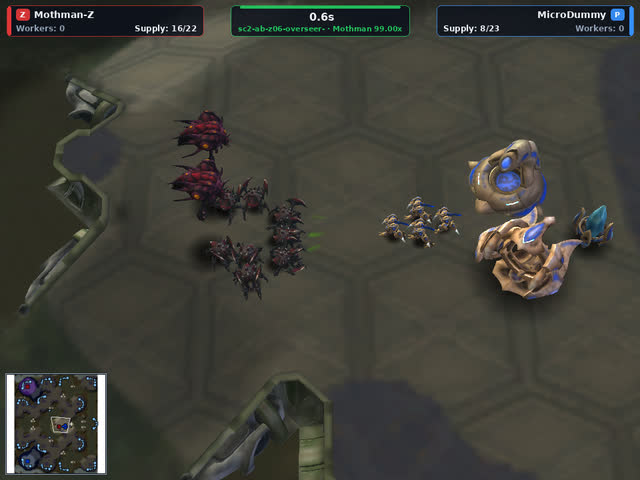 Z Mothman-Z
Workers: 0 Supply: 16/22
0.6s
sc2-ab-z06-overseer- · Mothman 99.00x
MicroDummy P
Supply: 8/23 Workers: 0